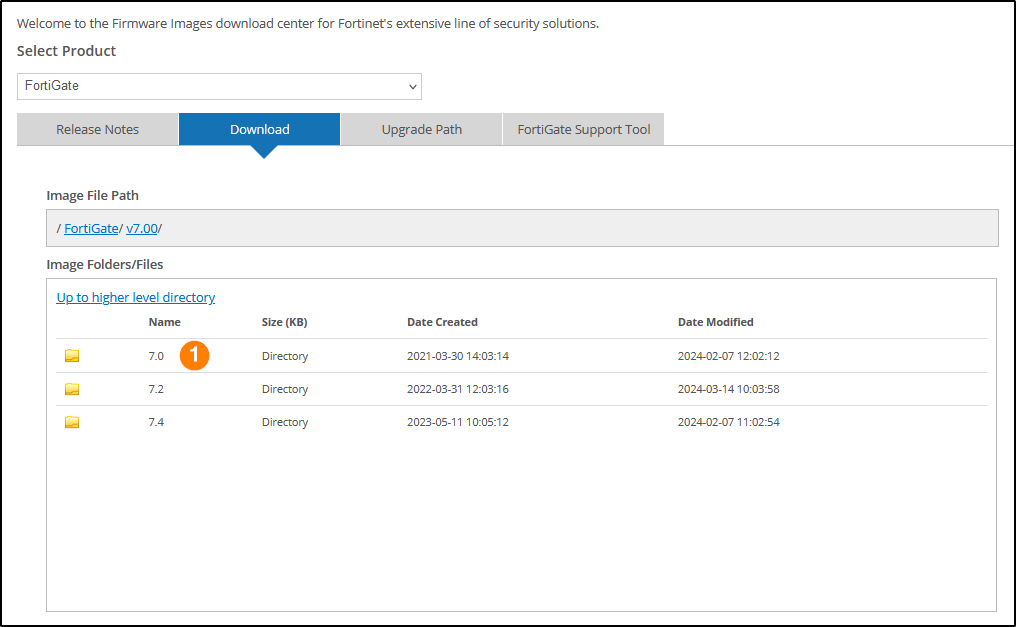 Welcome to the Firmware Images download center for Fortinet's extensive line of security solutions.
Select Product
FortiGate
Release Notes Download Upgrade Path FortiGate Support Tool
Image File Path
/ FortiGate/ v7.00/
Image Folders/Files
Up to higher level directory
Name Size (KB) Date Created Date Modified
7.0 1 Directory 2021-03-30 14:03:14 2024-02-07 12:02:12
7.2 Directory 2022-03-31 12:03:16 2024-03-14 10:03:58
7.4 Directory 2023-05-11 10:05:12 2024-02-07 11:02:54